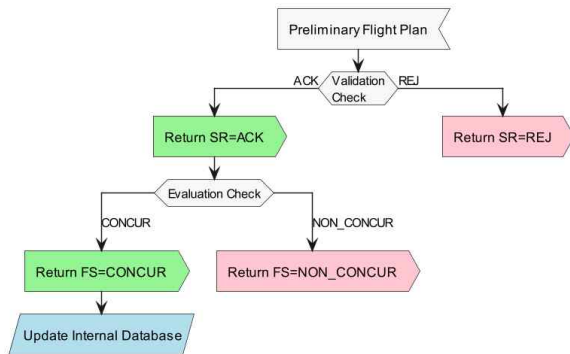 Preliminary Flight Plan
ACK
Validation
Check
REJ
Return SR=ACK
Return SR=REJ
Evaluation Check
CONCUR
NON_CONCUR
Return FS=CONCUR
Return FS=NON_CONCUR
Update Internal Database